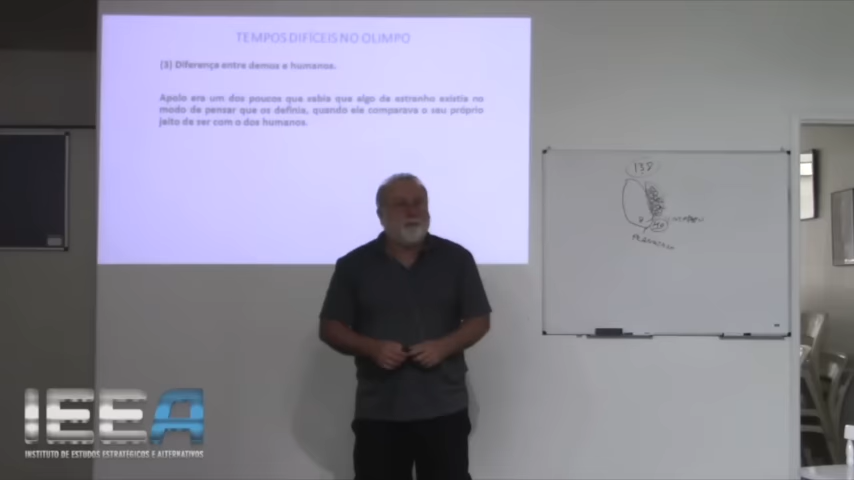 TEMPOS DIFÍCEIS NO OLIMPO
(3) Diferença entre demos e humanos.
Apolo era um dos poucos que sabia que algo de estranho existia no
modo de pensar que os definia, quando ele comparava o seu próprio
jeito de ser com o dos humanos.
138
IEEA
INSTITUTO DE ESTUDOS ESTRATÉGICOS E ALTERNATIVOS